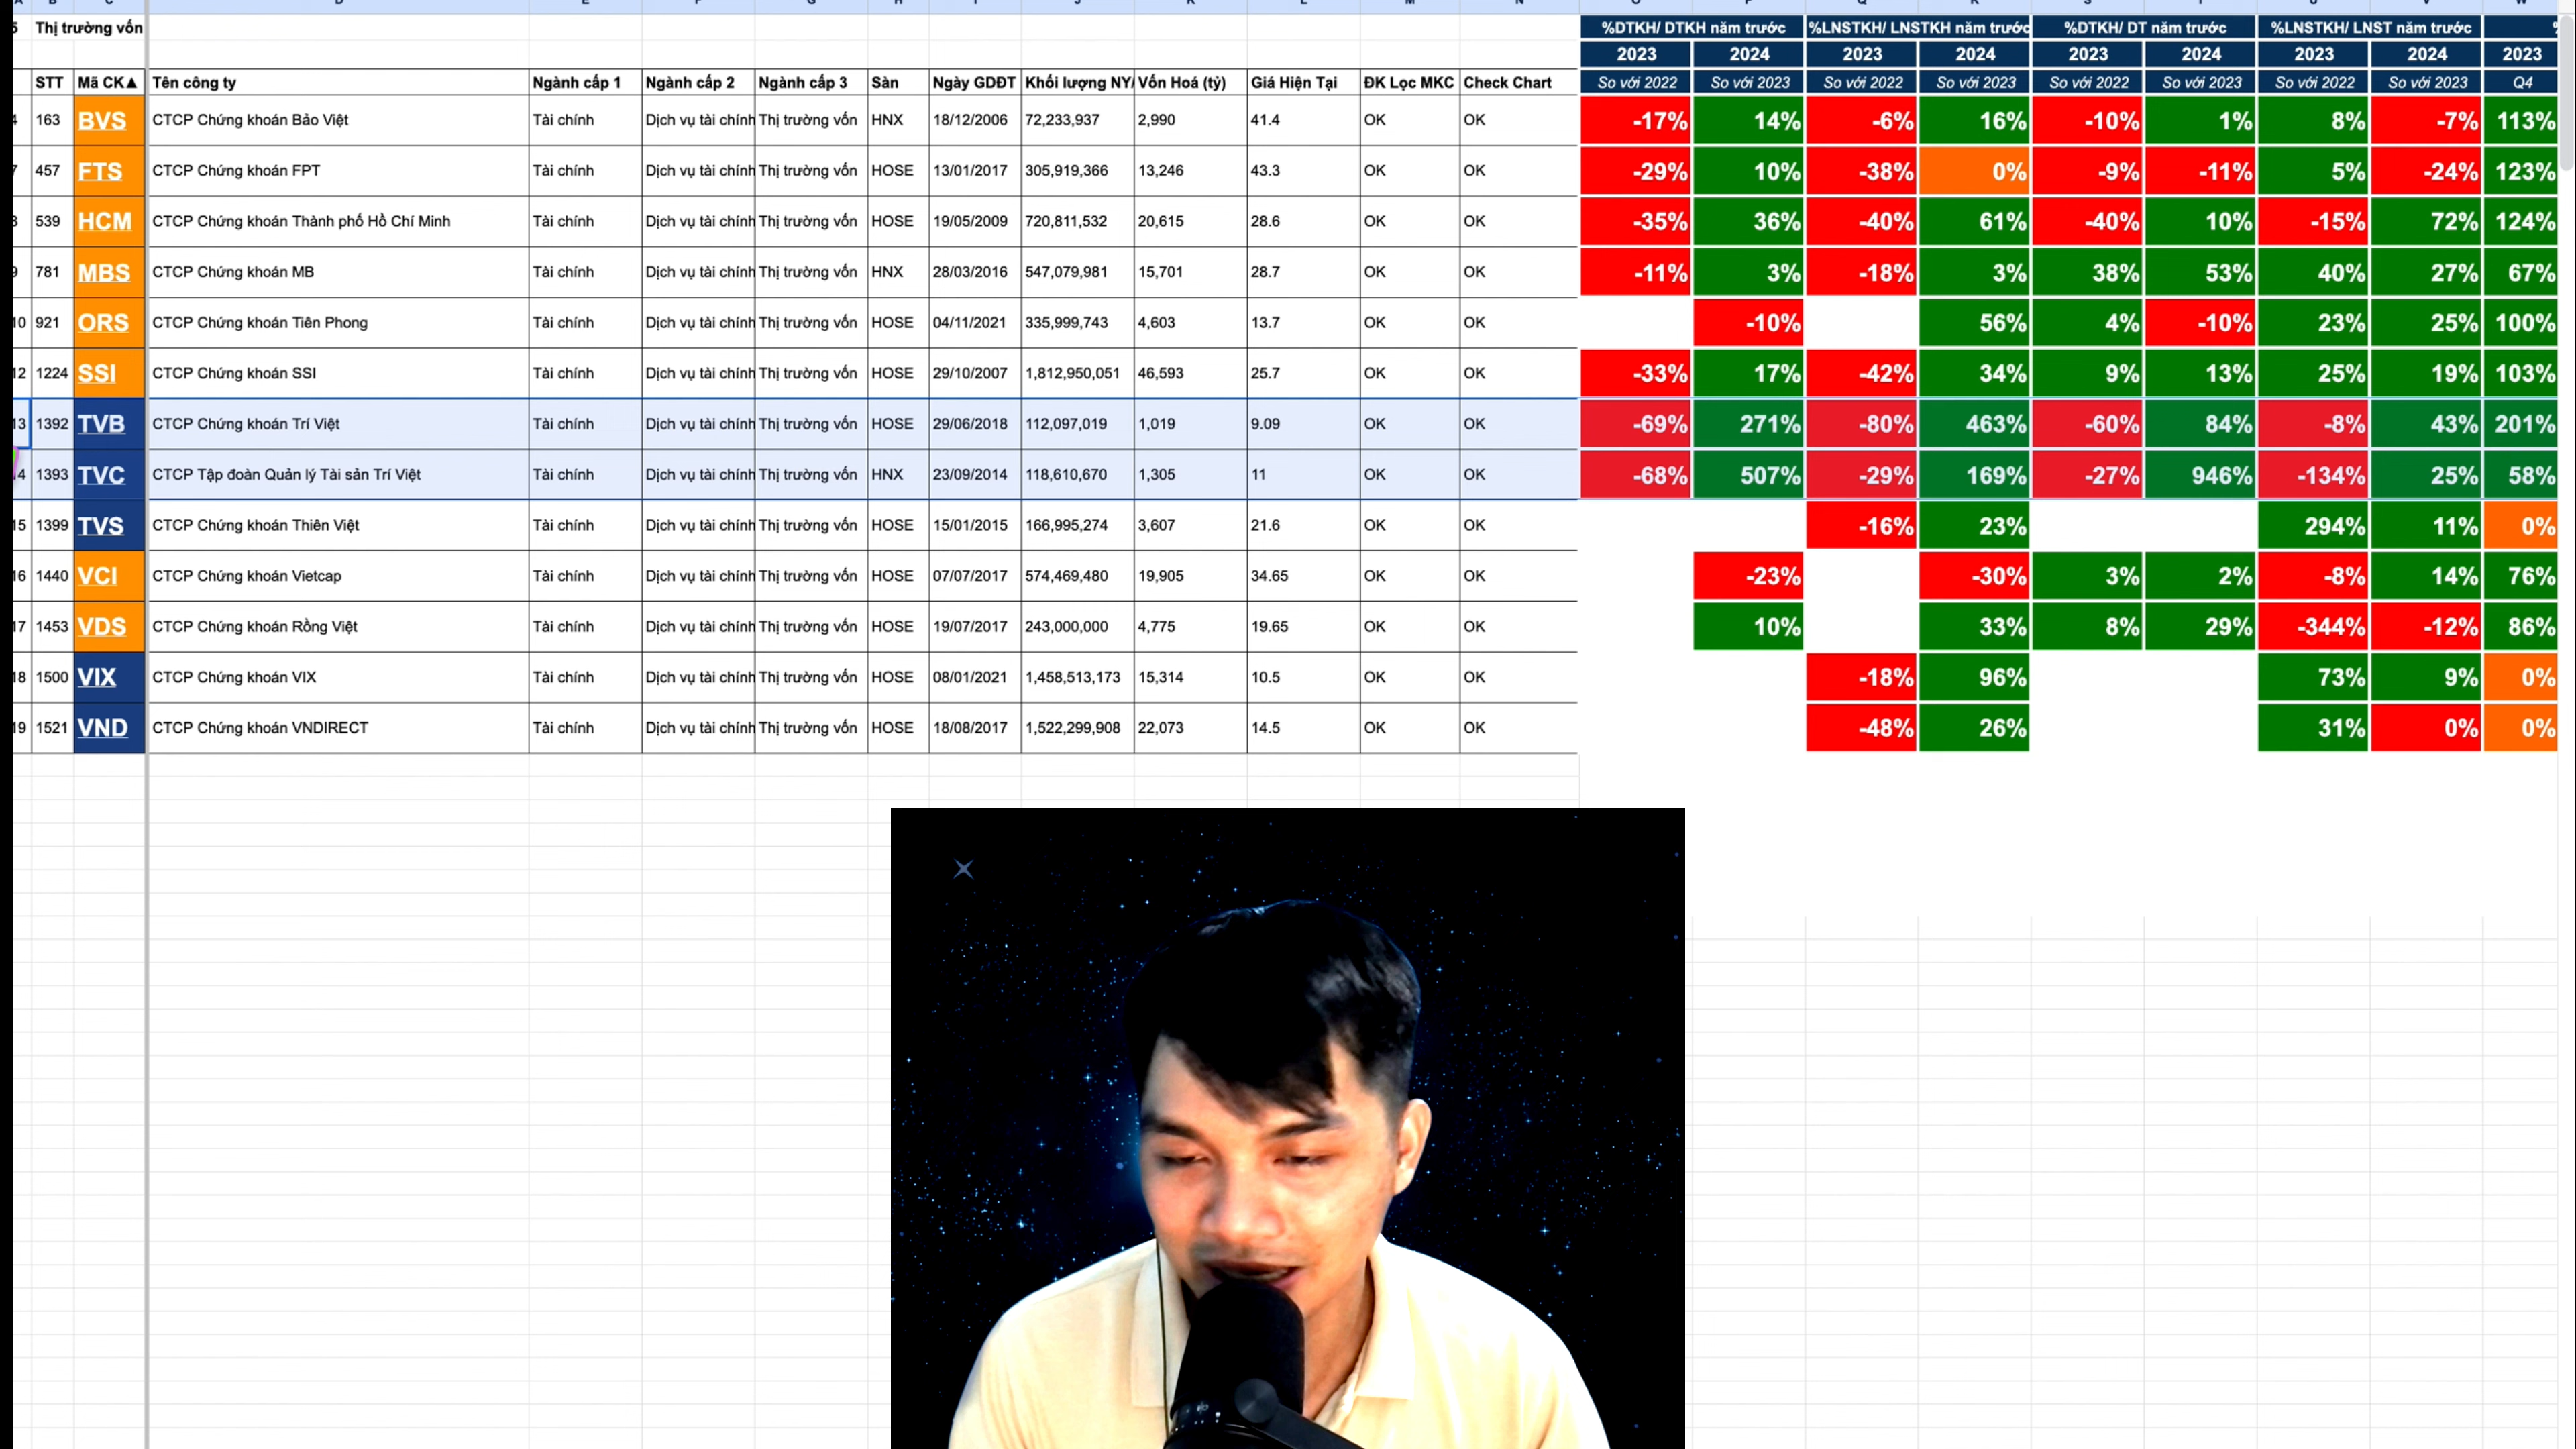 5 Thị trường vốn %DTKH/ DTKH năm trước %LNSTKH/ LNSTKH năm trước %DTKH/ DT năm trước %LNSTKH/ LNST năm trước
2023 2024 2023 2024 2023 2024 2023 2024 2023
STT Mã CK▲ Tên công ty Ngành cấp 1 Ngành cấp 2 Ngành cấp 3 Sàn Ngày GDĐT Khối lượng NY/ Vốn Hoá (tỷ) Giá Hiện Tại ĐK Lọc MKC Check Chart So với 2022 So với 2023 So với 2022 So với 2023 So với 2022 So với 2023 So với 2022 So với 2023 Q4
4 163 BVS CTCP Chứng khoán Bảo Việt Tài chính Dịch vụ tài chính Thị trường vốn HNX 18/12/2006 72,233,937 2,990 41.4 OK OK -17% 14% -6% 16% -10% 1% 8% -7% 113%
7 457 FTS CTCP Chứng khoán FPT Tài chính Dịch vụ tài chính Thị trường vốn HOSE 13/01/2017 305,919,366 13,246 43.3 OK OK -29% 10% -38% 0% -9% -11% 5% -24% 123%
8 539 HCM CTCP Chứng khoán Thành phố Hồ Chí Minh Tài chính Dịch vụ tài chính Thị trường vốn HOSE 19/05/2009 720,811,532 20,615 28.6 OK OK -35% 36% -40% 61% -40% 10% -15% 72% 124%
9 781 MBS CTCP Chứng khoán MB Tài chính Dịch vụ tài chính Thị trường vốn HNX 28/03/2016 547,079,981 15,701 28.7 OK OK -11% 3% -18% 3% 38% 53% 40% 27% 67%
10 921 ORS CTCP Chứng khoán Tiên Phong Tài chính Dịch vụ tài chính Thị trường vốn HOSE 04/11/2021 335,999,743 4,603 13.7 OK OK -10% 56% 4% -10% 23% 25% 100%
12 1224 SSI CTCP Chứng khoán SSI Tài chính Dịch vụ tài chính Thị trường vốn HOSE 29/10/2007 1,812,950,051 46,593 25.7 OK OK -33% 17% -42% 34% 9% 13% 25% 19% 103%
13 1392 TVB CTCP Chứng khoán Trí Việt Tài chính Dịch vụ tài chính Thị trường vốn HOSE 29/06/2018 112,097,019 1,019 9.09 OK OK -69% 271% -80% 463% -60% 84% -8% 43% 201%
14 1393 TVC CTCP Tập đoàn Quản lý Tài sản Trí Việt Tài chính Dịch vụ tài chính Thị trường vốn HNX 23/09/2014 118,610,670 1,305 11 OK OK -68% 507% -29% 169% -27% 946% -134% 25% 58%
15 1399 TVS CTCP Chứng khoán Thiên Việt Tài chính Dịch vụ tài chính Thị trường vốn HOSE 15/01/2015 166,995,274 3,607 21.6 OK OK -16% 23% 294% 11% 0%
16 1440 VCI CTCP Chứng khoán Vietcap Tài chính Dịch vụ tài chính Thị trường vốn HOSE 07/07/2017 574,469,480 19,905 34.65 OK OK -23% -30% 3% 2% -8% 14% 76%
17 1453 VDS CTCP Chứng khoán Rồng Việt Tài chính Dịch vụ tài chính Thị trường vốn HOSE 19/07/2017 243,000,000 4,775 19.65 OK OK 10% 33% 8% 29% -344% -12% 86%
18 1500 VIX CTCP Chứng khoán VIX Tài chính Dịch vụ tài chính Thị trường vốn HOSE 08/01/2021 1,458,513,173 15,314 10.5 OK OK -18% 96% 73% 9% 0%
19 1521 VND CTCP Chứng khoán VNDIRECT Tài chính Dịch vụ tài chính Thị trường vốn HOSE 18/08/2017 1,522,299,908 22,073 14.5 OK OK -48% 26% 31% 0% 0%